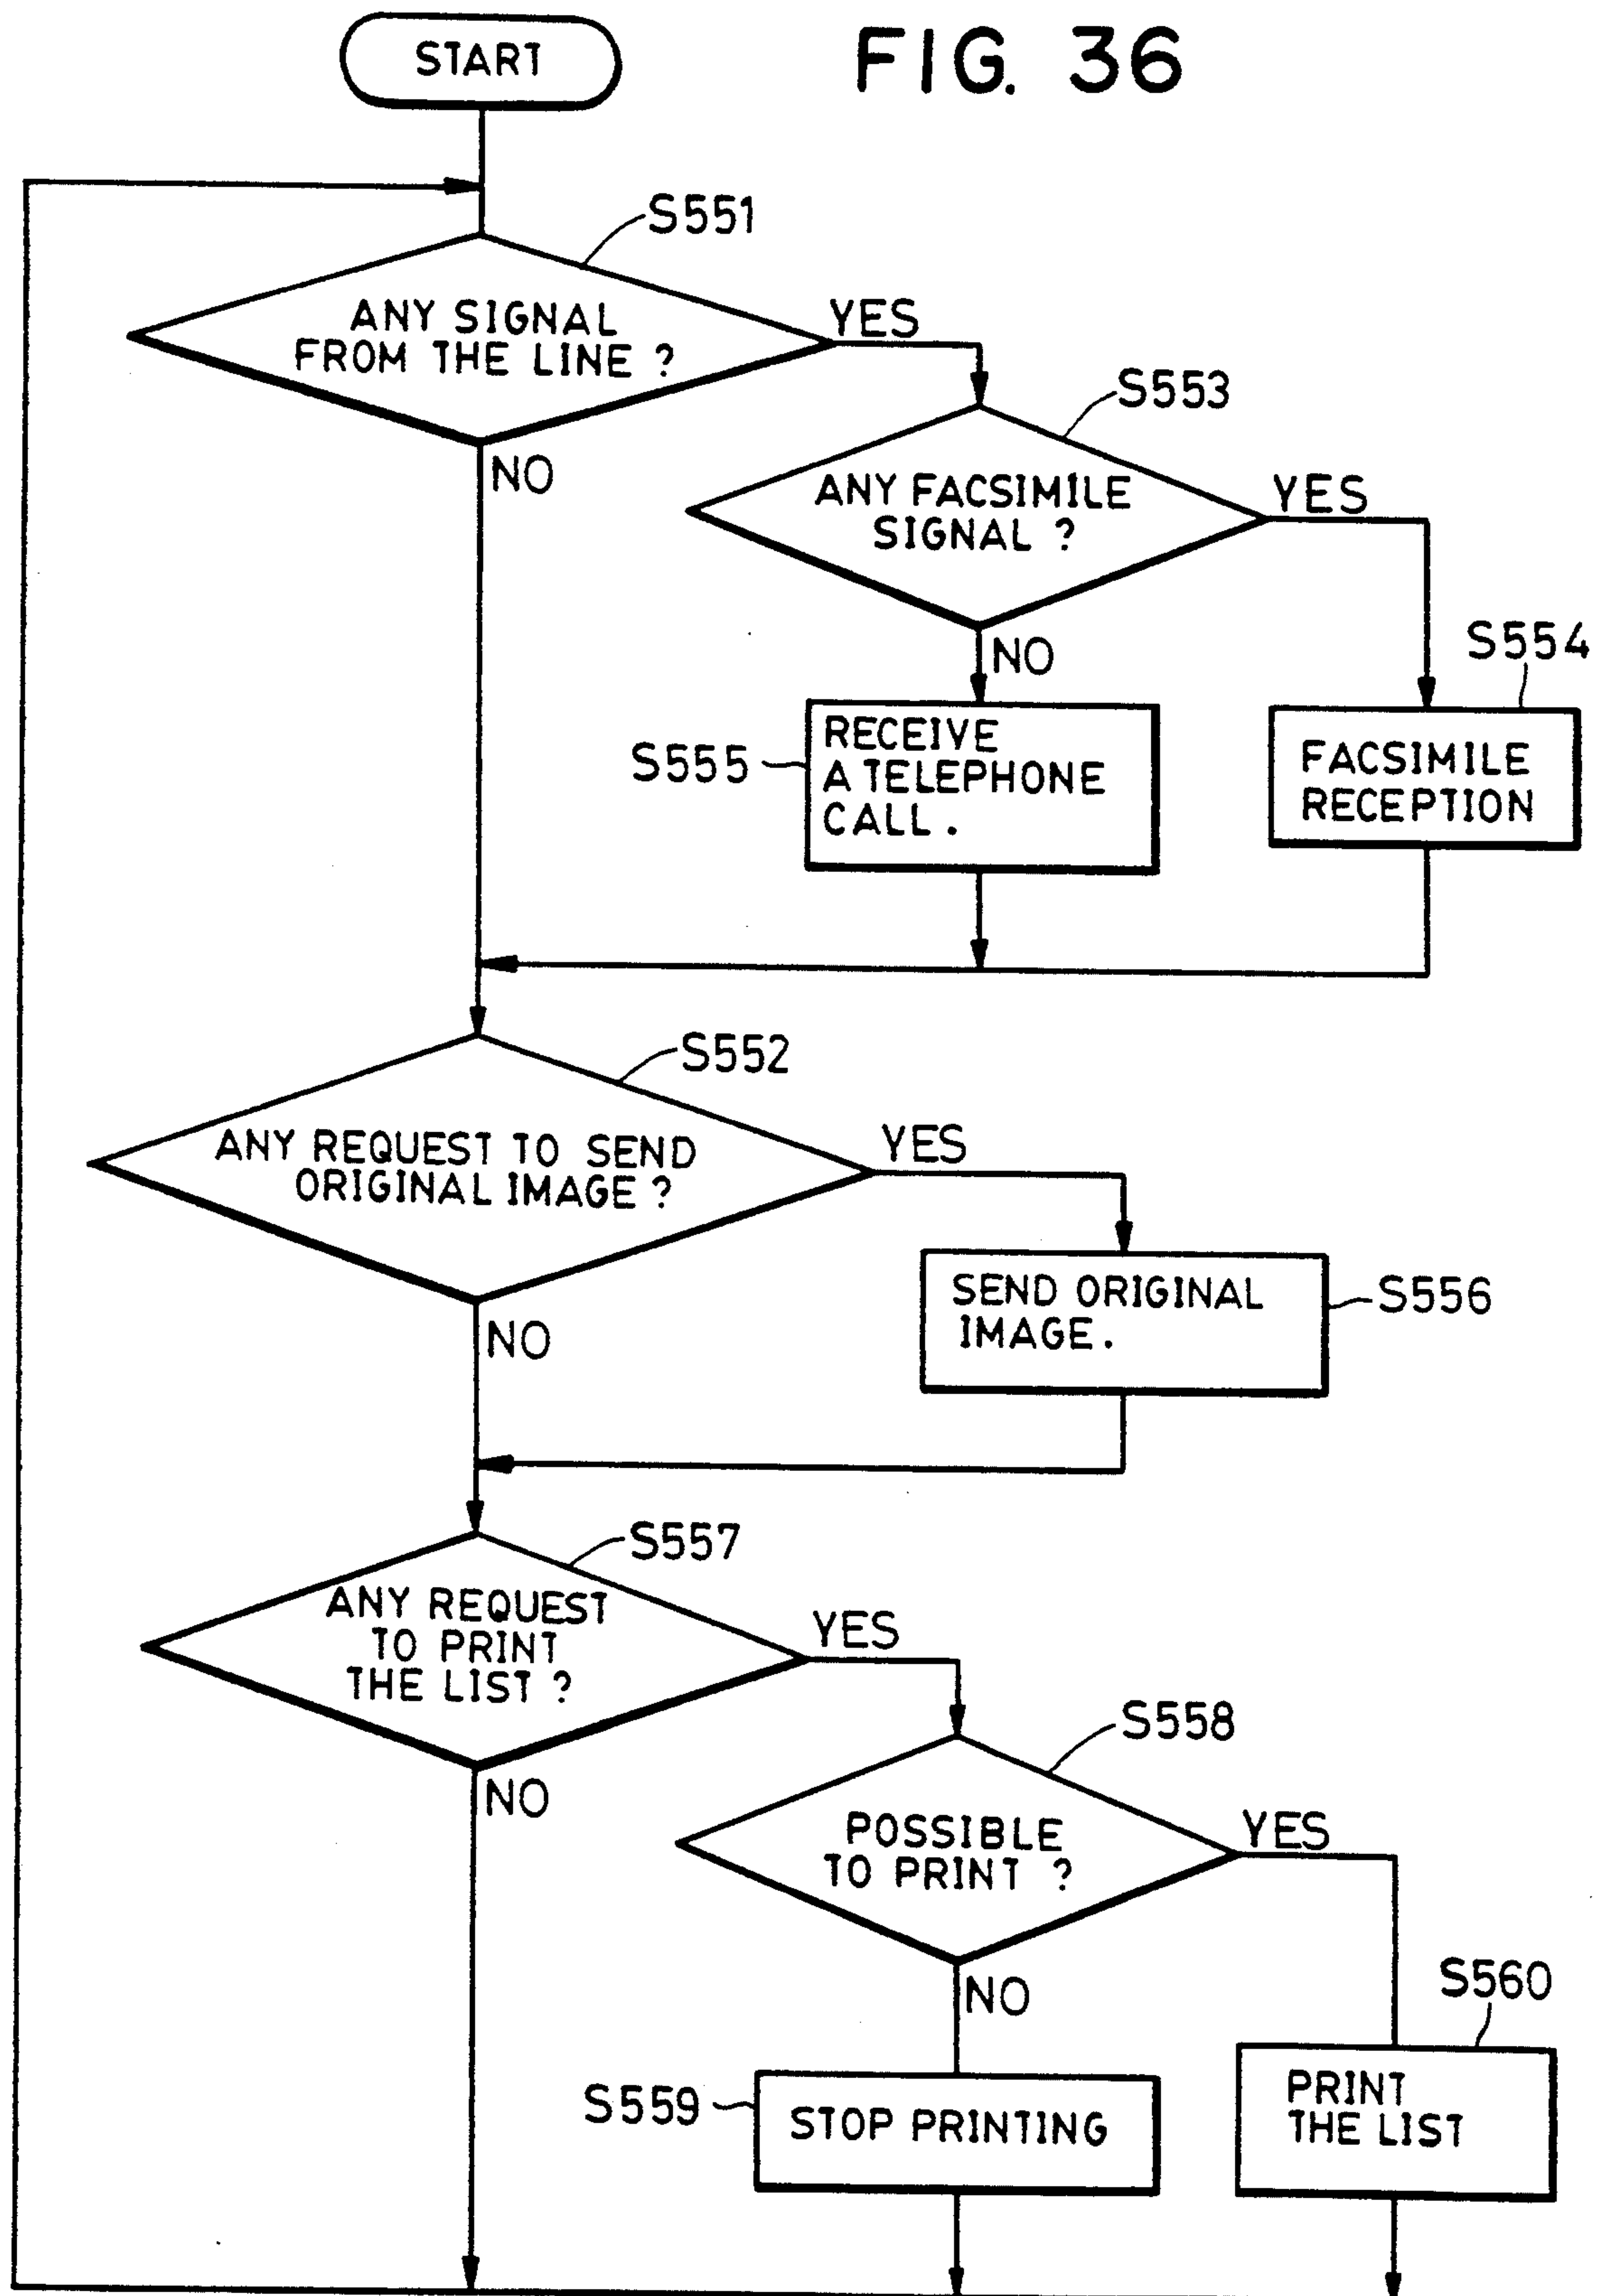 START
FIG. 36
S551
ANY SIGNAL
FROM THE LINE ?
YES
NO
S553
ANY FACSIMILE
SIGNAL ?
YES
NO
S554
S555
RECEIVE
A TELEPHONE
CALL.
FACSIMILE
RECEPTION
S552
ANY REQUEST TO SEND
ORIGINAL IMAGE ?
YES
NO
SEND ORIGINAL
IMAGE.
S556
S557
ANY REQUEST
TO PRINT
THE LIST ?
YES
NO
S558
POSSIBLE
TO PRINT ?
YES
NO
S560
S559
STOP PRINTING
PRINT
THE LIST